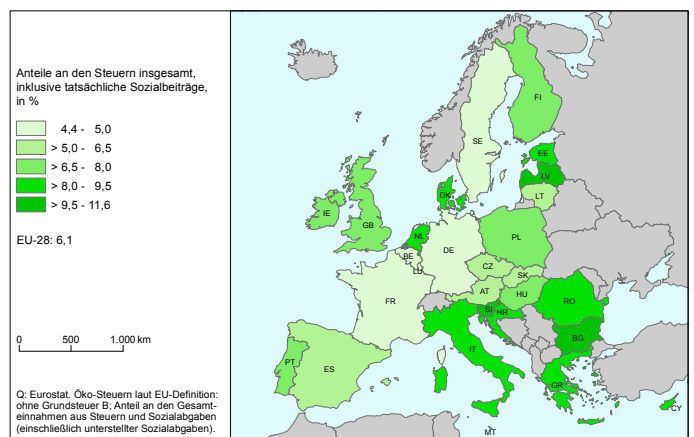 Anteile an den Steuern insgesamt,
inklusive tatsächliche Sozialbeiträge,
in %
4,4 - 5,0
> 5,0 - 6,5
> 6,5 - 8,0
> 8,0 - 9,5
> 9,5 - 11,6
EU-28: 6,1
0 500 1.000 km
Q: Eurostat. Öko-Steuern laut EU-Definition:
ohne Grundsteuer B; Anteil an den Gesamt-
einnahmen aus Steuern und Sozialabgaben
(einschließlich unterstellter Sozialabgaben).
FI
SE
EE
LV
LT
DK
IE
GB
NL
BE
LU
DE
PL
CZ
SK
AT
HU
FR
SI
HR
RO
BG
IT
PT
ES
GR
CY
MT